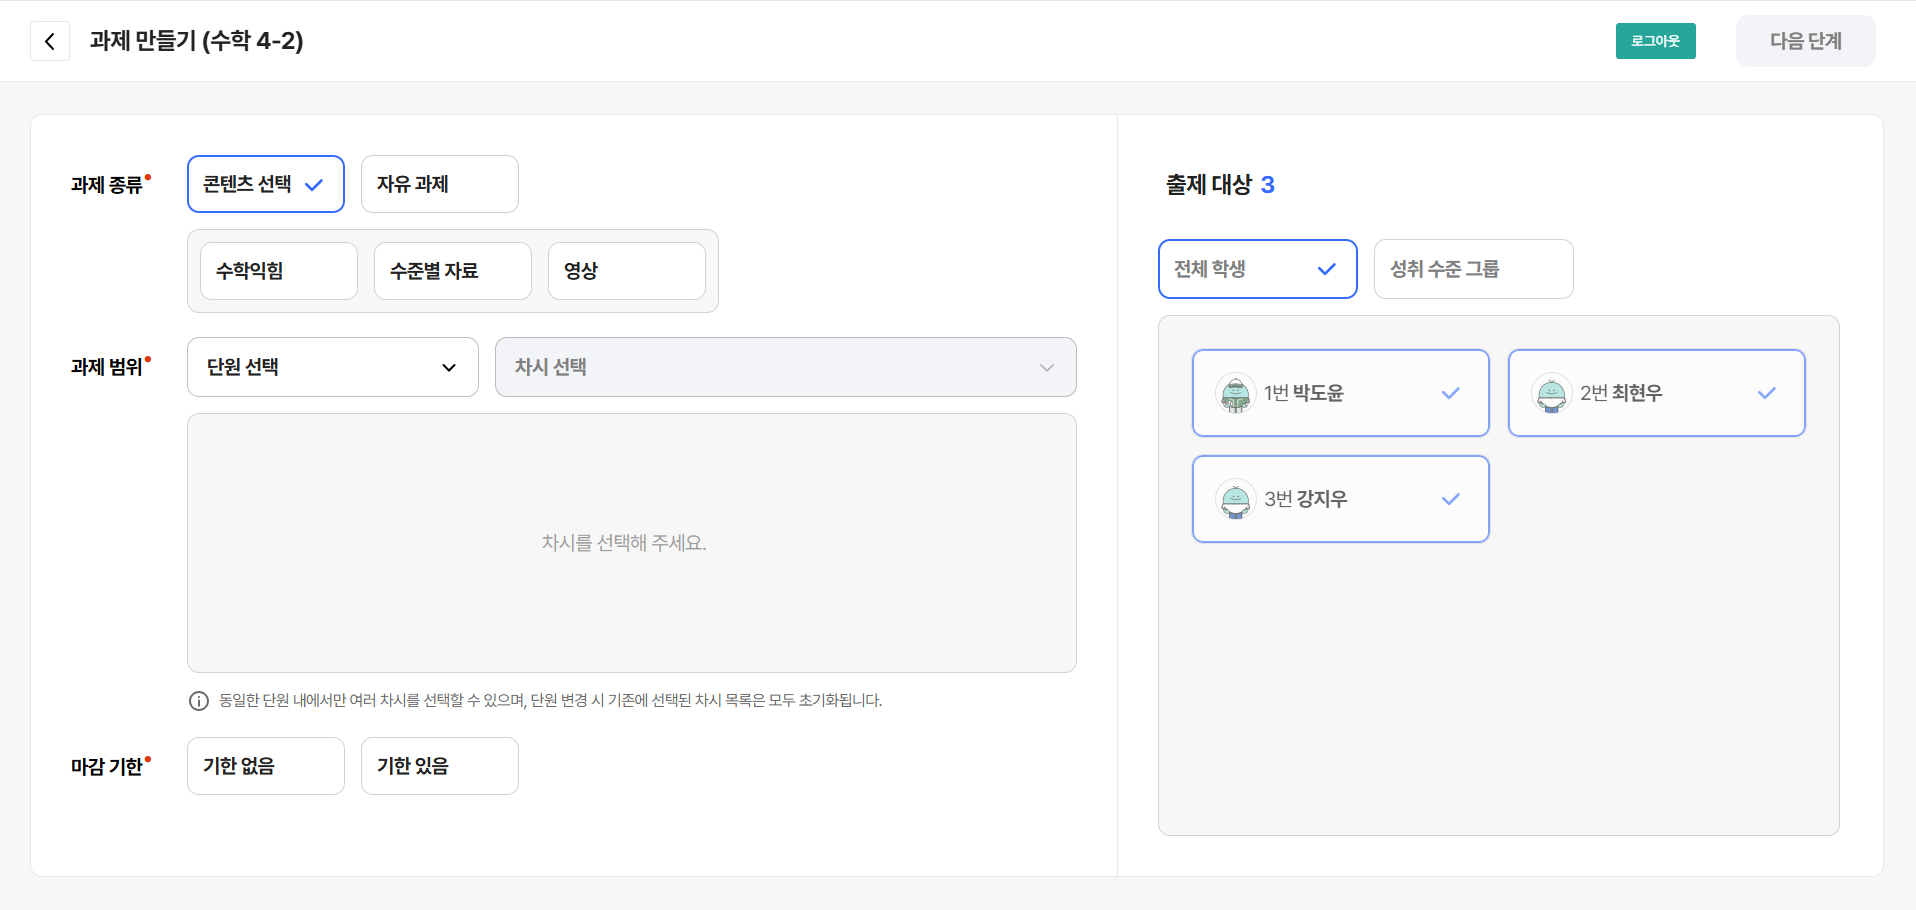 과제 만들기 (수학 4-2)
로그아웃
다음 단계
과제 종류
콘텐츠 선택
자유 과제
수학익힘
수준별 자료
영상
과제 범위
단원 선택
차시 선택
차시를 선택해 주세요.
동일한 단원 내에서만 여러 차시를 선택할 수 있으며, 단원 변경 시 기존에 선택된 차시 목록은 모두 초기화됩니다.
마감 기한
기한 없음
기한 있음
출제 대상 3
전체 학생
성취 수준 그룹
1번 박도윤
2번 최현우
3번 강지우